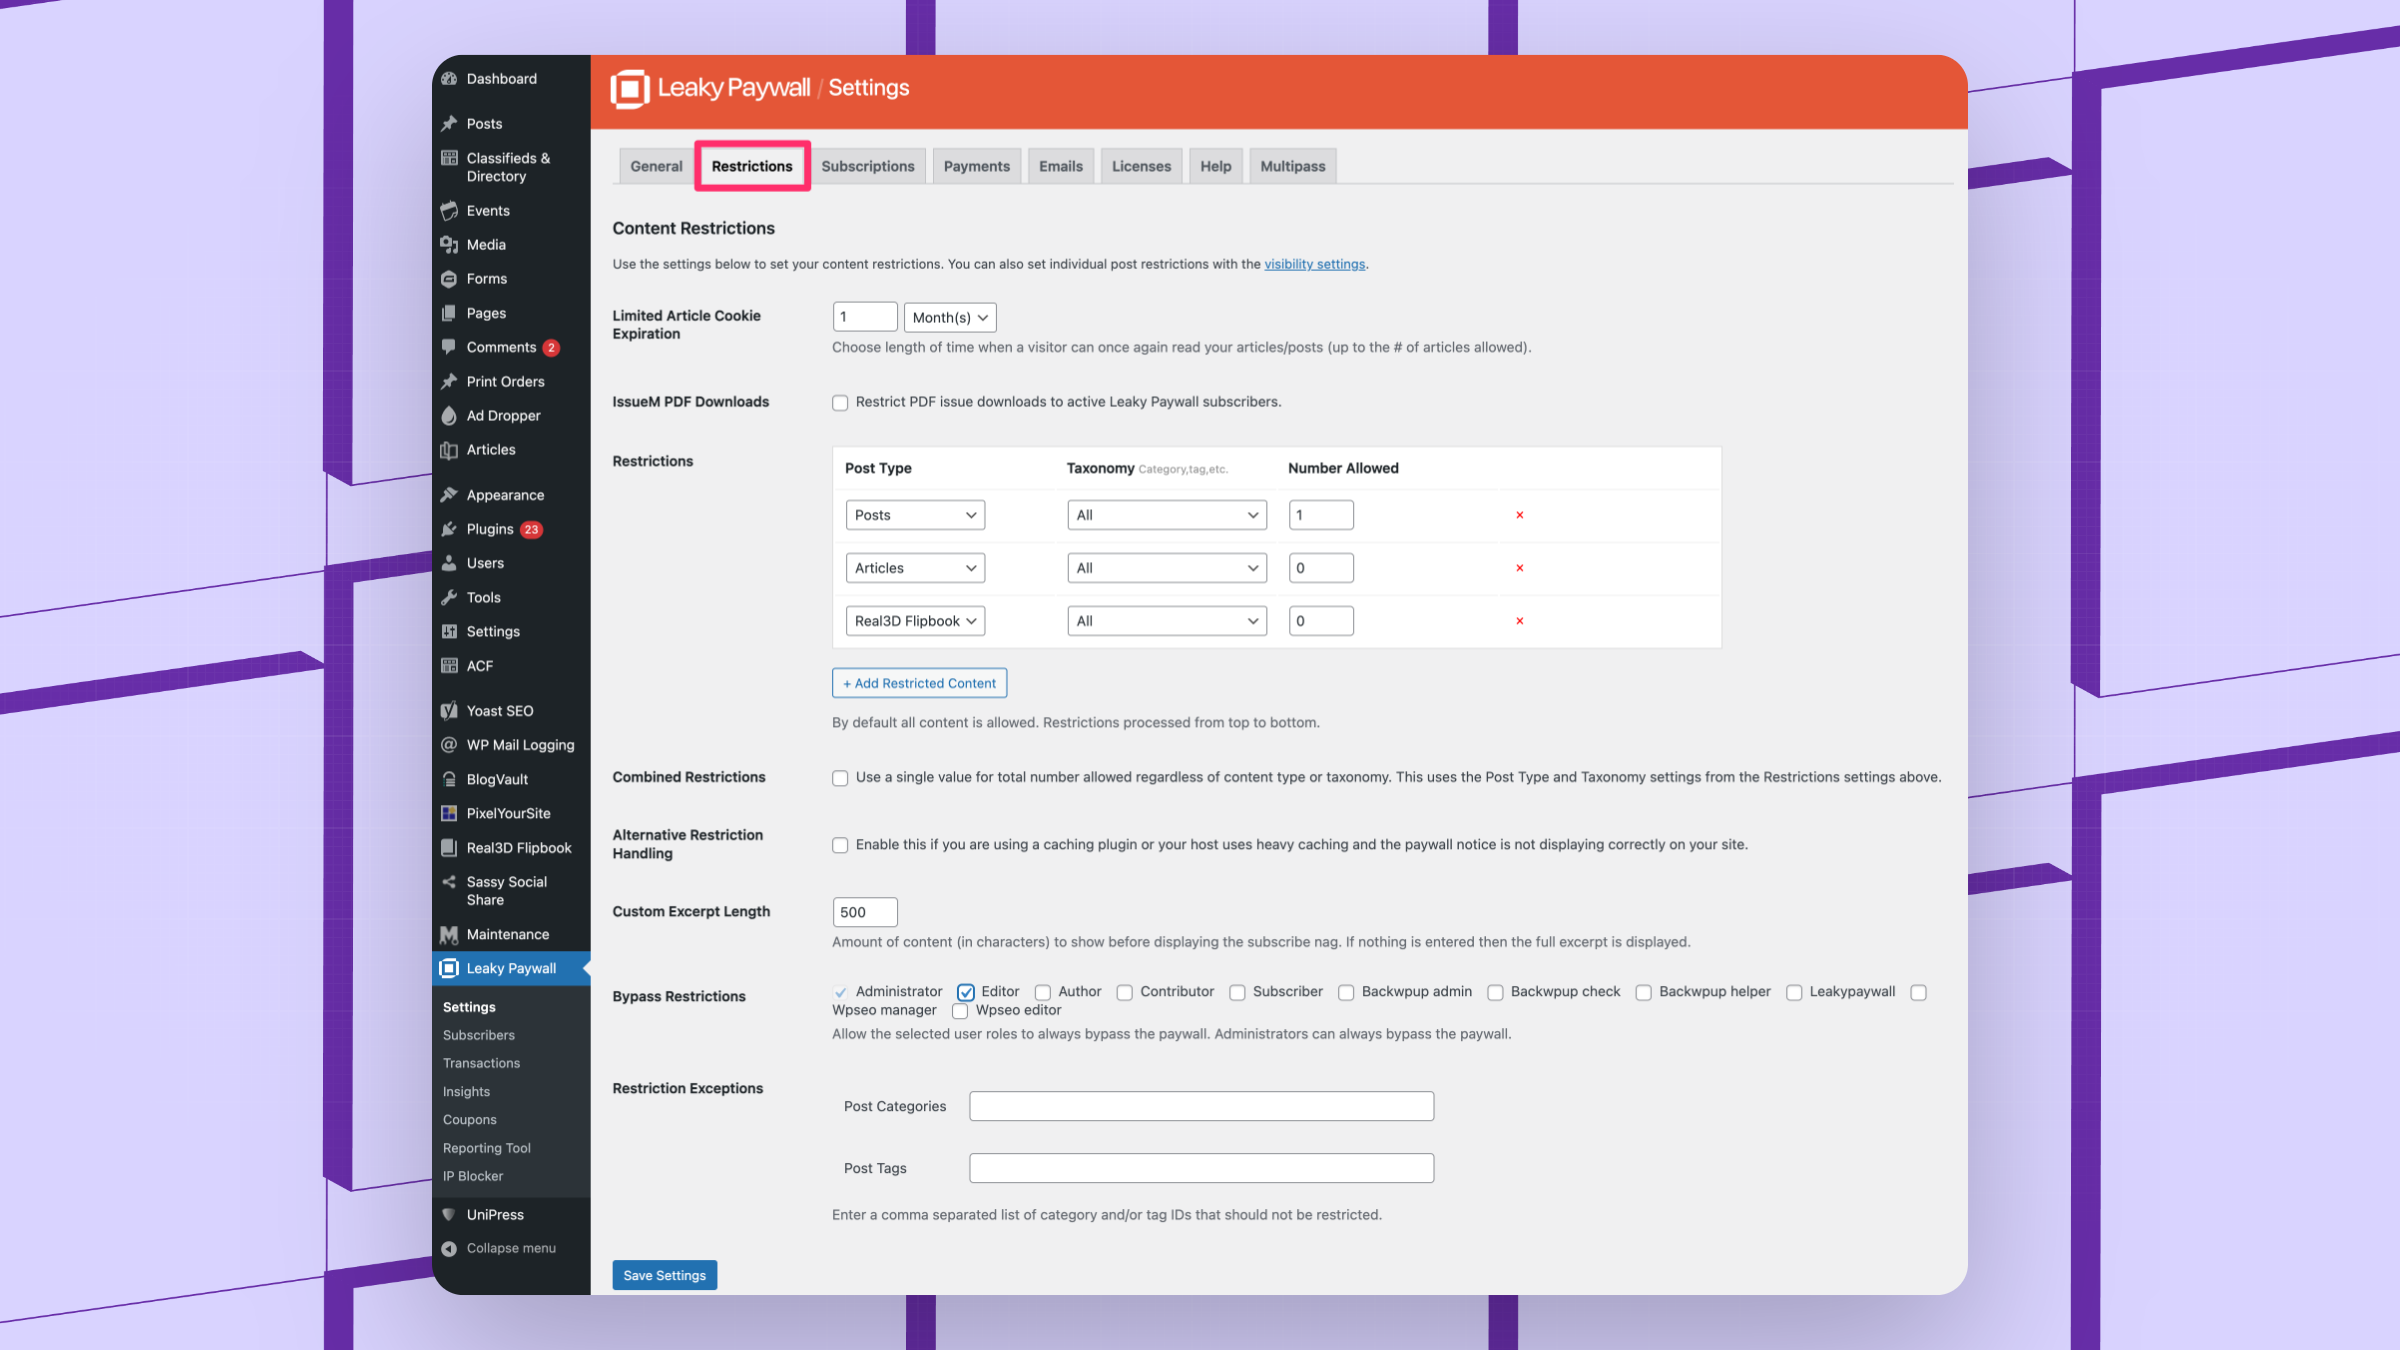 Dashboard
Posts
Classifieds &
Directory
Events
Media
Forms
Pages
Comments 2
Print Orders
Ad Dropper
Articles
Appearance
Plugins 23
Users
Tools
Settings
ACF
Yoast SEO
WP Mail Logging
BlogVault
PixelYourSite
Real3D Flipbook
Sassy Social
Share
Maintenance
Leaky Paywall
Settings
Subscribers
Transactions
Insights
Coupons
Reporting Tool
IP Blocker
UniPress
Collapse menu
Leaky Paywall / Settings
General Restrictions Subscriptions Payments Emails Licenses Help Multipass
Content Restrictions
Use the settings below to set your content restrictions. You can also set individual post restrictions with the visibility settings.
Limited Article Cookie
Expiration
1 Month(s)
Choose length of time when a visitor can once again read your articles/posts (up to the # of articles allowed).
IssueM PDF Downloads
Restrict PDF issue downloads to active Leaky Paywall subscribers.
Restrictions
Post Type Taxonomy Category,tag,etc. Number Allowed
Posts All 1 ×
Articles All 0 ×
Real3D Flipbook All 0 ×
+ Add Restricted Content
By default all content is allowed. Restrictions processed from top to bottom.
Combined Restrictions
Use a single value for total number allowed regardless of content type or taxonomy. This uses the Post Type and Taxonomy settings from the Restrictions settings above.
Alternative Restriction
Handling
Enable this if you are using a caching plugin or your host uses heavy caching and the paywall notice is not displaying correctly on your site.
Custom Excerpt Length
500
Amount of content (in characters) to show before displaying the subscribe nag. If nothing is entered then the full excerpt is displayed.
Bypass Restrictions
Administrator Editor Author Contributor Subscriber Backwpup admin Backwpup check Backwpup helper Leakypaywall
Wpseo manager Wpseo editor
Allow the selected user roles to always bypass the paywall. Administrators can always bypass the paywall.
Restriction Exceptions
Post Categories
Post Tags
Enter a comma separated list of category and/or tag IDs that should not be restricted.
Save Settings